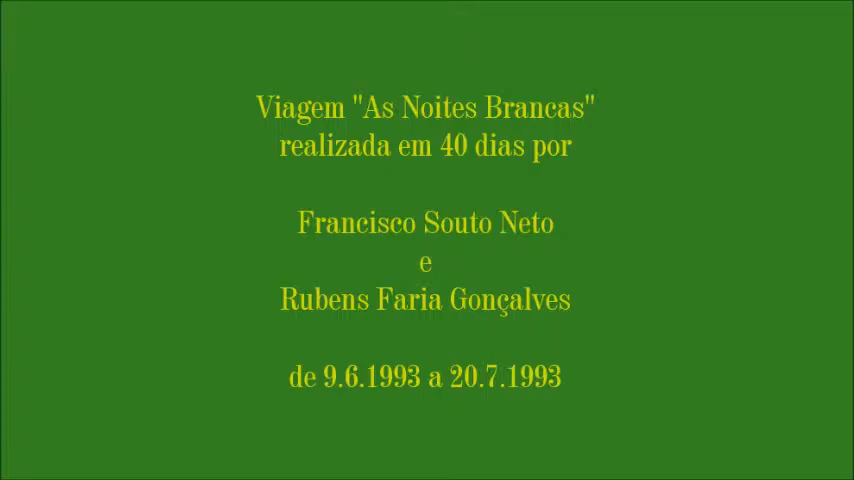 Viagem "As Noites Brancas"
realizada em 40 dias por
Francisco Souto Neto
e
Rubens Faria Gonçalves
de 9.6.1993 a 20.7.1993